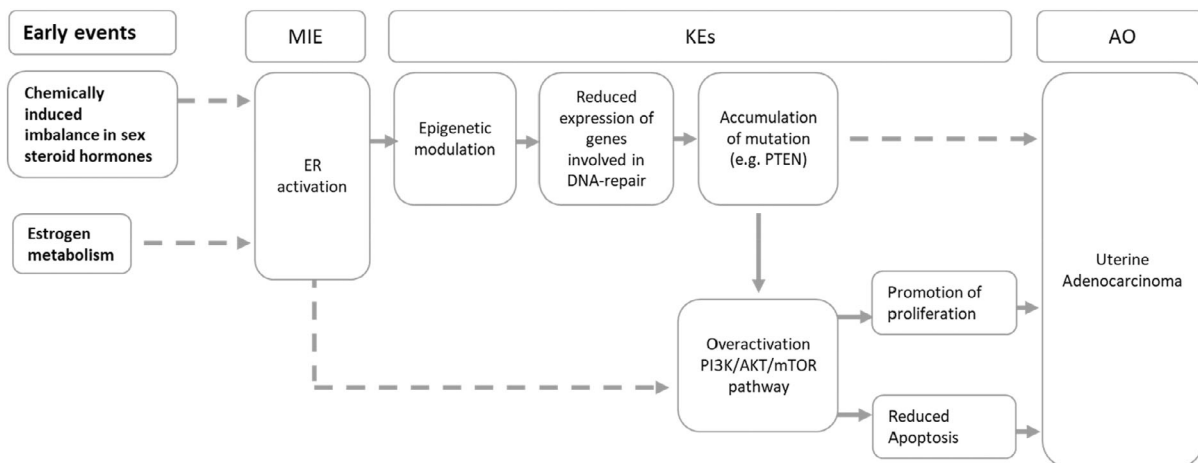 Early events
MIE
KEs
AO
Chemically
induced
imbalance in sex
steroid hormones
Estrogen
metabolism
ER
activation
Epigenetic
modulation
Reduced
expression of
genes
involved in
DNA-repair
Accumulation
of mutation
(e.g. PTEN)
Overactivation
PI3K/AKT/mTOR
pathway
Promotion of
proliferation
Reduced
Apoptosis
Uterine
Adenocarcinoma